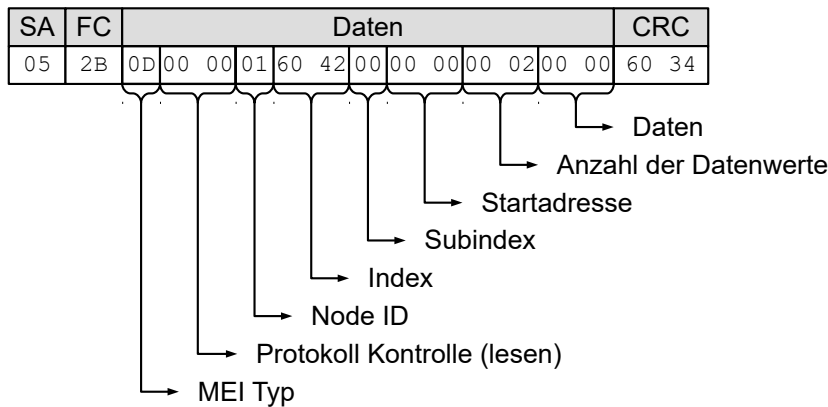 SA FC Daten CRC
05 2B 0D 00 00 01 60 42 00 00 00 00 02 00 00 60 34
Daten
Anzahl der Datenwerte
Startadresse
Subindex
Index
Node ID
Protokoll Kontrolle (lesen)
MEI Typ